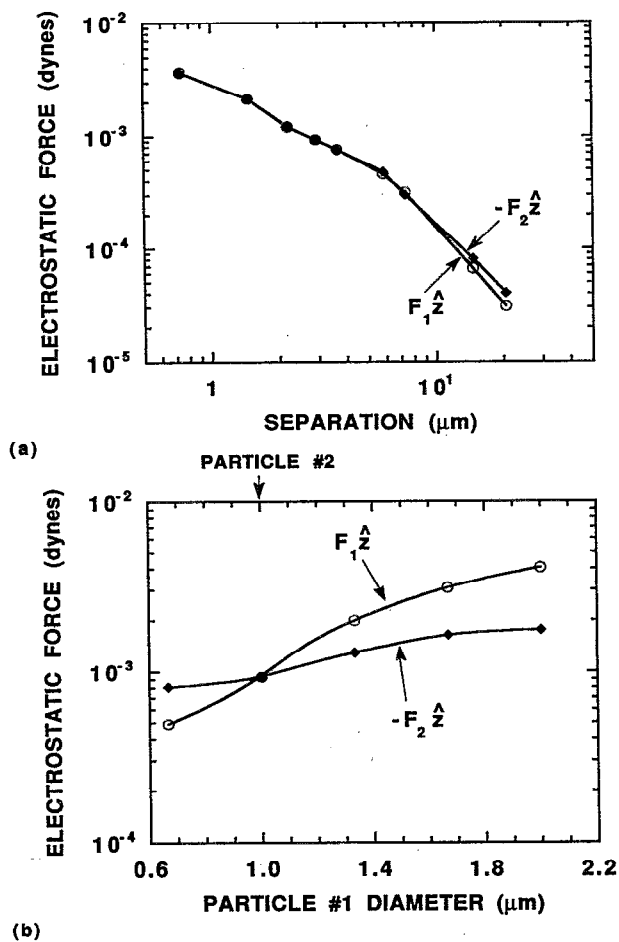 10⁻²
10⁻³
10⁻⁴
10⁻⁵
ELECTROSTATIC FORCE (dynes)
-F₂ẑ
F₁ẑ
1
10¹
SEPARATION (μm)
(a)
PARTICLE #2
10⁻²
10⁻³
10⁻⁴
ELECTROSTATIC FORCE (dynes)
F₁ẑ
-F₂ẑ
0.6 1.0 1.4 1.8 2.2
PARTICLE #1 DIAMETER (μm)
(b)